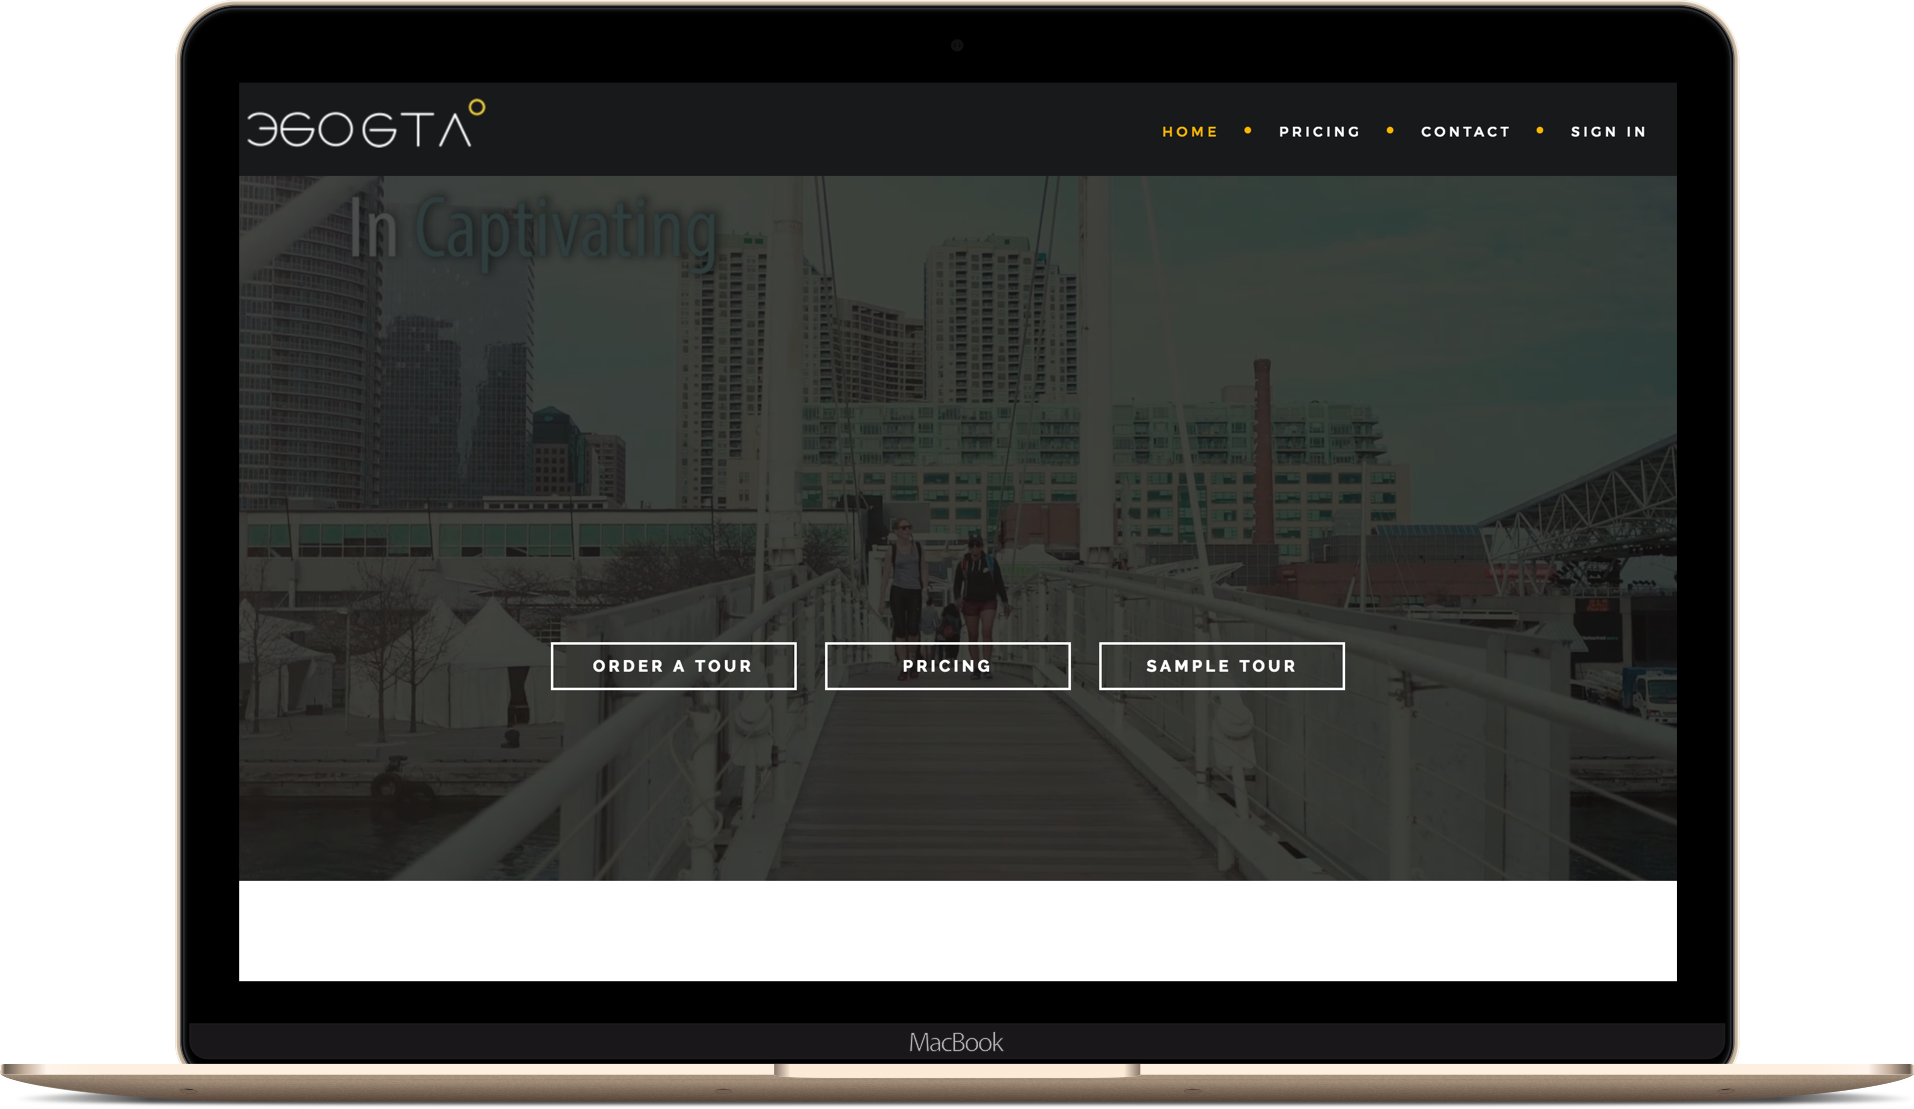 360GTA°
HOME • PRICING • CONTACT • SIGN IN
In Captivating
ORDER A TOUR
PRICING
SAMPLE TOUR
MacBook